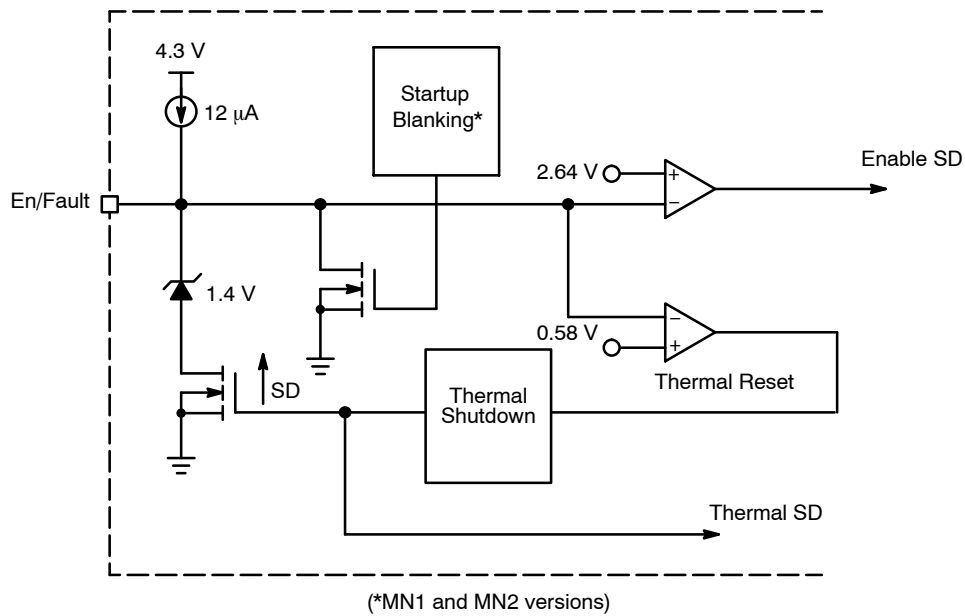 4.3 V
12 μA
Startup
Blanking*
2.64 V
+
−
Enable SD
En/Fault
1.4 V
−
0.58 V
+
SD
Thermal
Shutdown
Thermal Reset
Thermal SD
(*MN1 and MN2 versions)